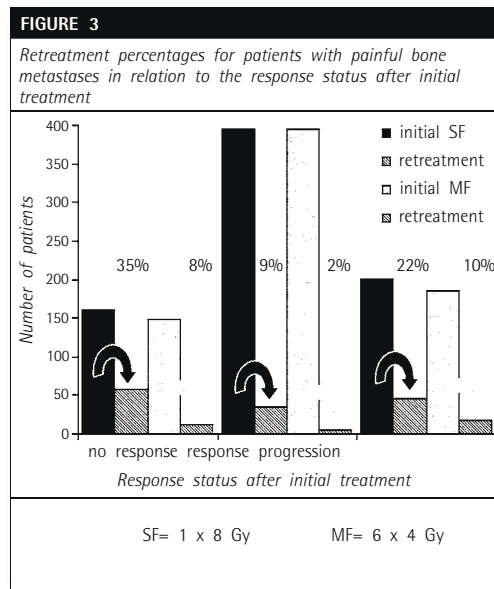 FIGURE 3
Retreatment percentages for patients with painful bone
metastases in relation to the response status after initial
treatment
Number of patients
400
350
300
250
200
150
100
50
0
initial SF
retreatment
initial MF
retreatment
35% 8% 9% 2% 22% 10%
no response response progression
Response status after initial treatment
SF= 1 x 8 Gy MF= 6 x 4 Gy